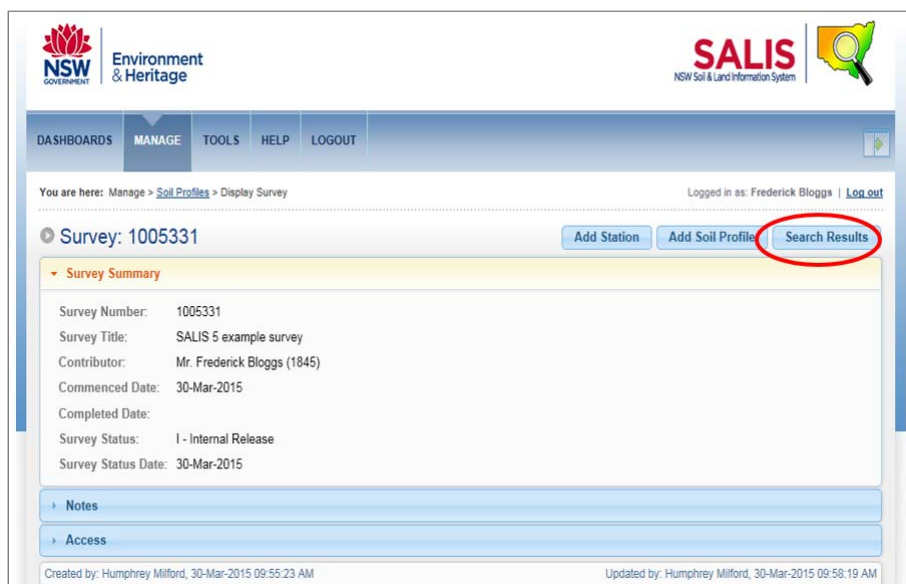 NSW
GOVERNMENT
Environment
& Heritage
SALIS
NSW Soil & Land Information System
DASHBOARDS MANAGE TOOLS HELP LOGOUT
You are here: Manage > Soil Profiles > Display Survey Logged in as: Frederick Bloggs | Log out
Survey: 1005331 Add Station Add Soil Profile Search Results
Survey Summary
Survey Number: 1005331
Survey Title: SALIS 5 example survey
Contributor: Mr. Frederick Bloggs (1845)
Commenced Date: 30-Mar-2015
Completed Date:
Survey Status: I - Internal Release
Survey Status Date: 30-Mar-2015
Notes
Access
Created by: Humphrey Milford, 30-Mar-2015 09:55:23 AM Updated by: Humphrey Milford, 30-Mar-2015 09:58:19 AM